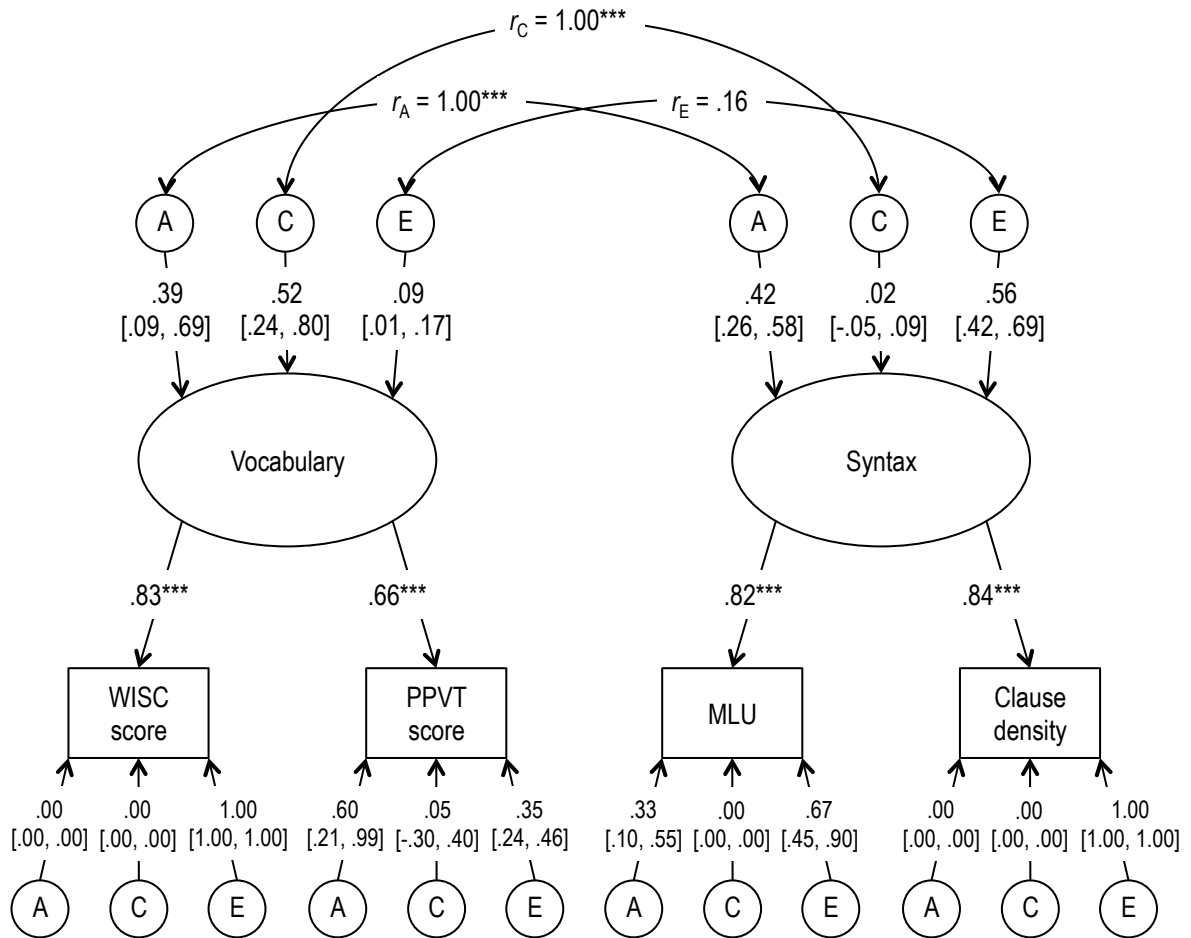 r_C = 1.00***
r_A = 1.00*** r_E = .16
A C E A C E
.39 .52 .09 .42 .02 .56
[.09, .69] [.24, .80] [.01, .17] [.26, .58] [-.05, .09] [.42, .69]
Vocabulary Syntax
.83*** .66*** .82*** .84***
WISC score
PPVT score
MLU
Clause density
.00 .00 1.00 .60 .05 .35 .33 .00 .67 .00 .00 1.00
[.00, .00] [.00, .00] [1.00, 1.00] [.21, .99] [-.30, .40] [.24, .46] [.10, .55] [.00, .00] [.45, .90] [.00, .00] [.00, .00] [1.00, 1.00]
A C E A C E A C E A C E